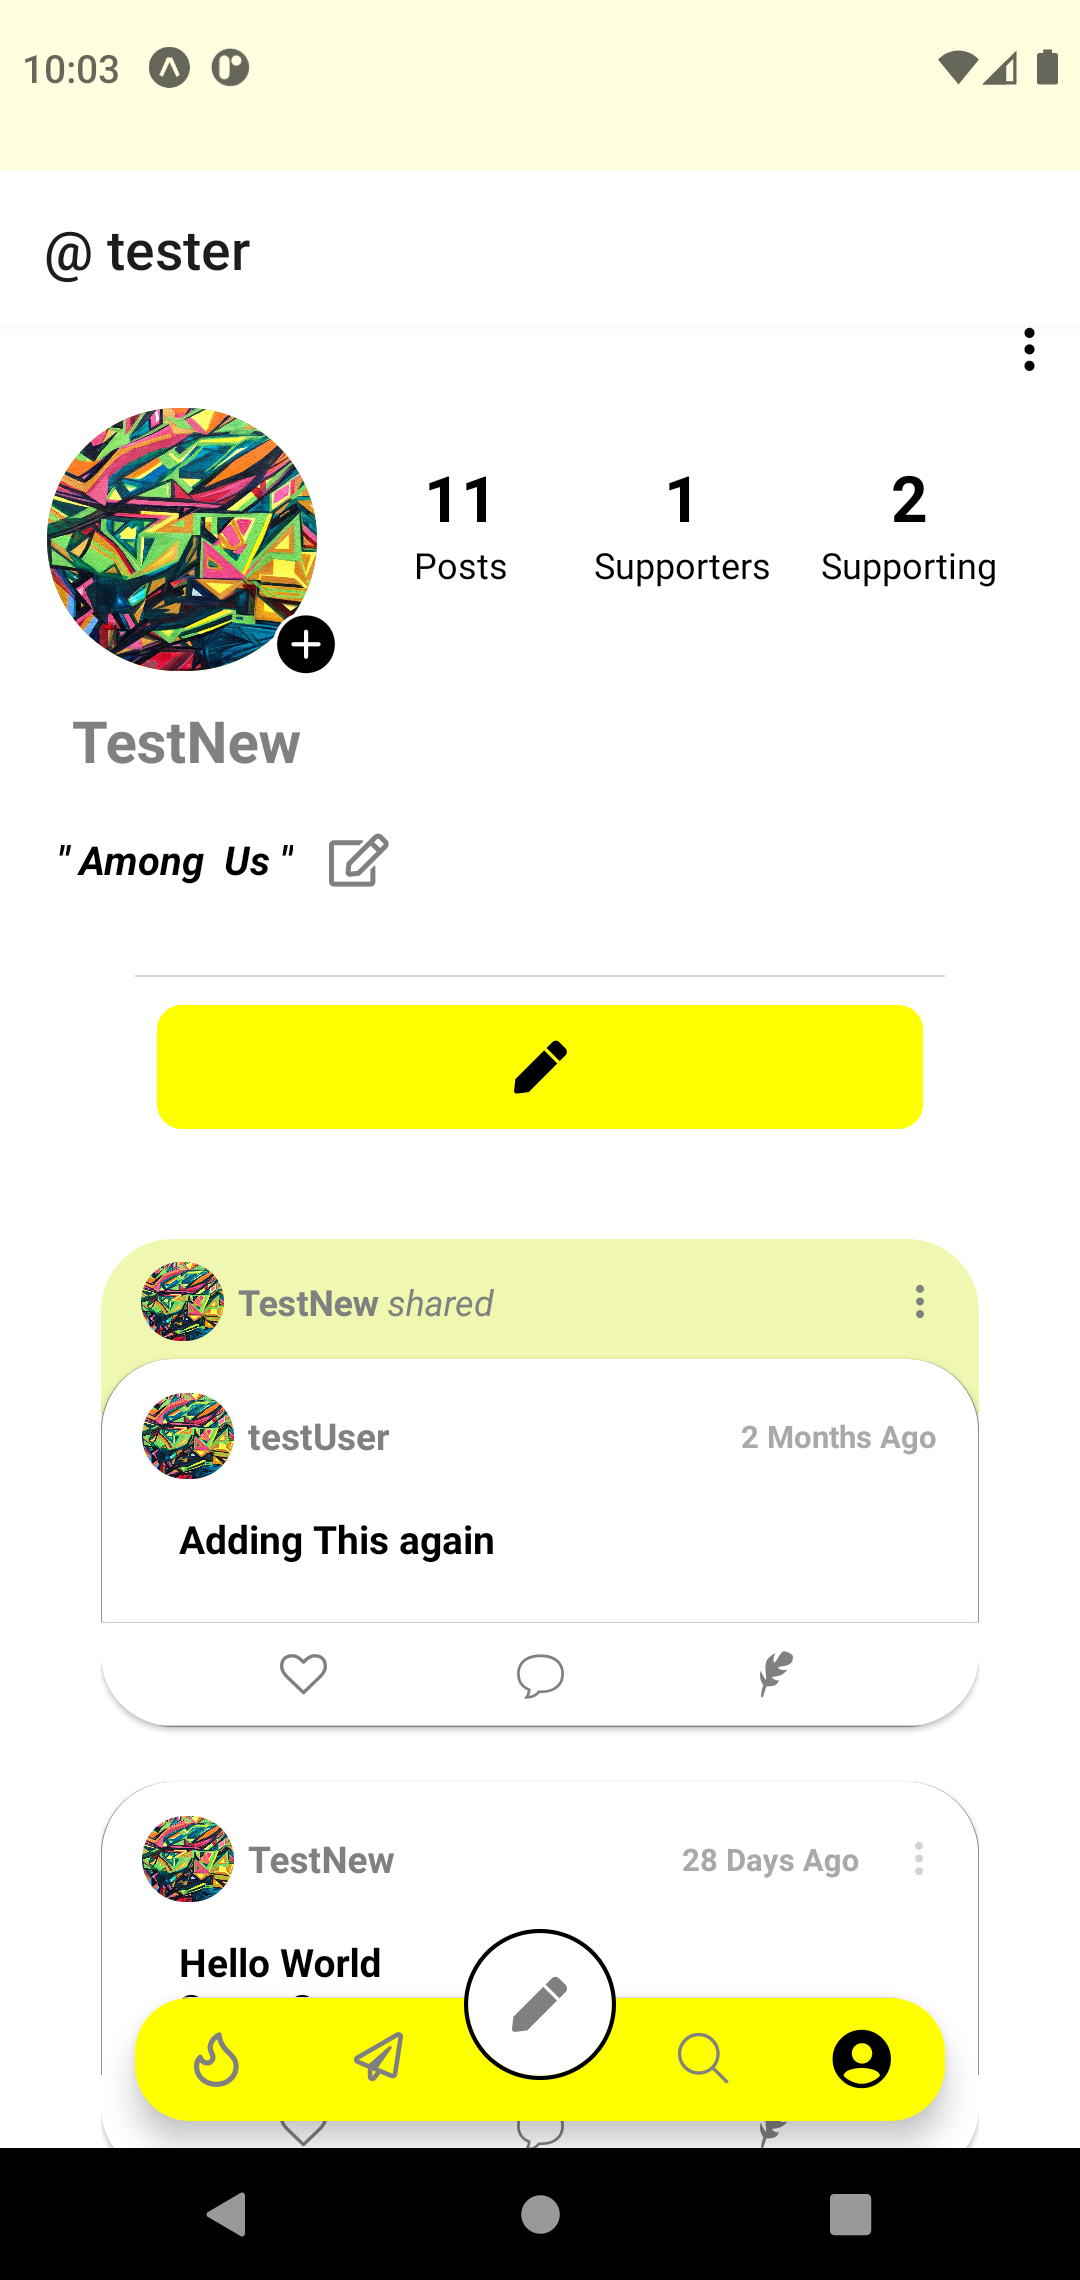 10:03
@ tester
11 1 2
Posts Supporters Supporting
TestNew
" Among  Us "
TestNew shared
testUser 2 Months Ago
Adding This again
TestNew 28 Days Ago
Hello World